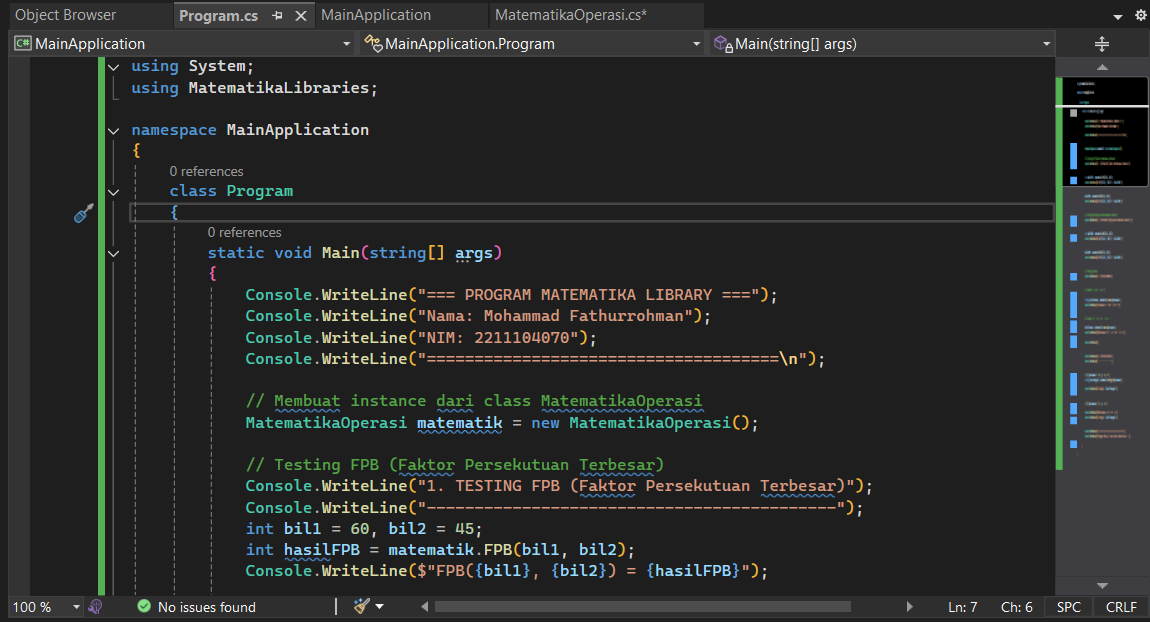 Object Browser Program.cs MainApplication MatematikaOperasi.cs*
C# MainApplication MainApplication.Program Main(string[] args)
using System;
using MatematikaLibraries;
namespace MainApplication
{
0 references
class Program
{
0 references
static void Main(string[] args)
{
Console.WriteLine("=== PROGRAM MATEMATIKA LIBRARY ===");
Console.WriteLine("Nama: Mohammad Fathurrohman");
Console.WriteLine("NIM: 2211104070");
Console.WriteLine("=====================================\n");
// Membuat instance dari class MatematikaOperasi
MatematikaOperasi matematik = new MatematikaOperasi();
// Testing FPB (Faktor Persekutuan Terbesar)
Console.WriteLine("1. TESTING FPB (Faktor Persekutuan Terbesar)");
Console.WriteLine("-------------------------------------------");
int bil1 = 60, bil2 = 45;
int hasilFPB = matematik.FPB(bil1, bil2);
Console.WriteLine($"FPB({bil1}, {bil2}) = {hasilFPB}");
100 % No issues found Ln: 7 Ch: 6 SPC CRLF